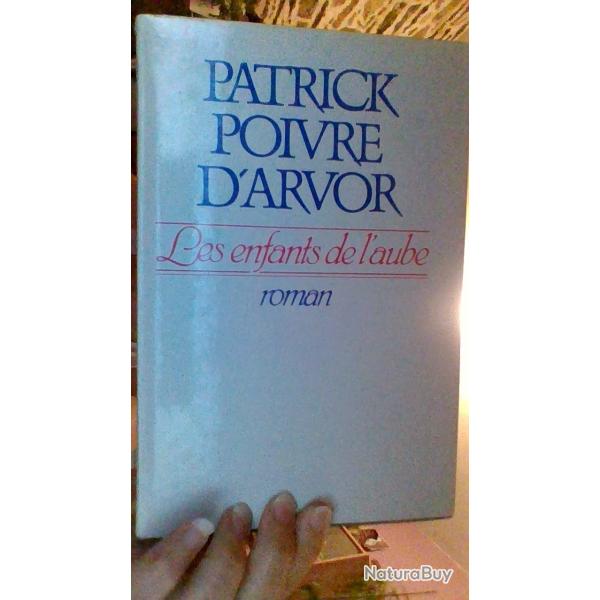 PATRICK
POIVRE
D'ARVOR
Les enfants de l'aube
roman
NaturaBuy